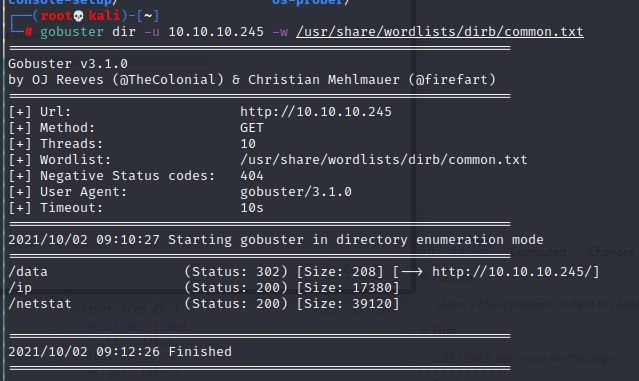 console-setup/ os-prober/
┌──(root💀kali)-[~]
└─# gobuster dir -u 10.10.10.245 -w /usr/share/wordlists/dirb/common.txt
===============================================================
Gobuster v3.1.0
by OJ Reeves (@TheColonial) & Christian Mehlmauer (@firefart)
===============================================================
[+] Url: http://10.10.10.245
[+] Method: GET
[+] Threads: 10
[+] Wordlist: /usr/share/wordlists/dirb/common.txt
[+] Negative Status codes: 404
[+] User Agent: gobuster/3.1.0
[+] Timeout: 10s
===============================================================
2021/10/02 09:10:27 Starting gobuster in directory enumeration mode
===============================================================
/data (Status: 302) [Size: 208] [--> http://10.10.10.245/]
/ip (Status: 200) [Size: 17380]
/netstat (Status: 200) [Size: 39120]
===============================================================
2021/10/02 09:12:26 Finished
===============================================================
Computed Changes
Select a Flex container or item to
Grid
CSS Grid is not in use on this page